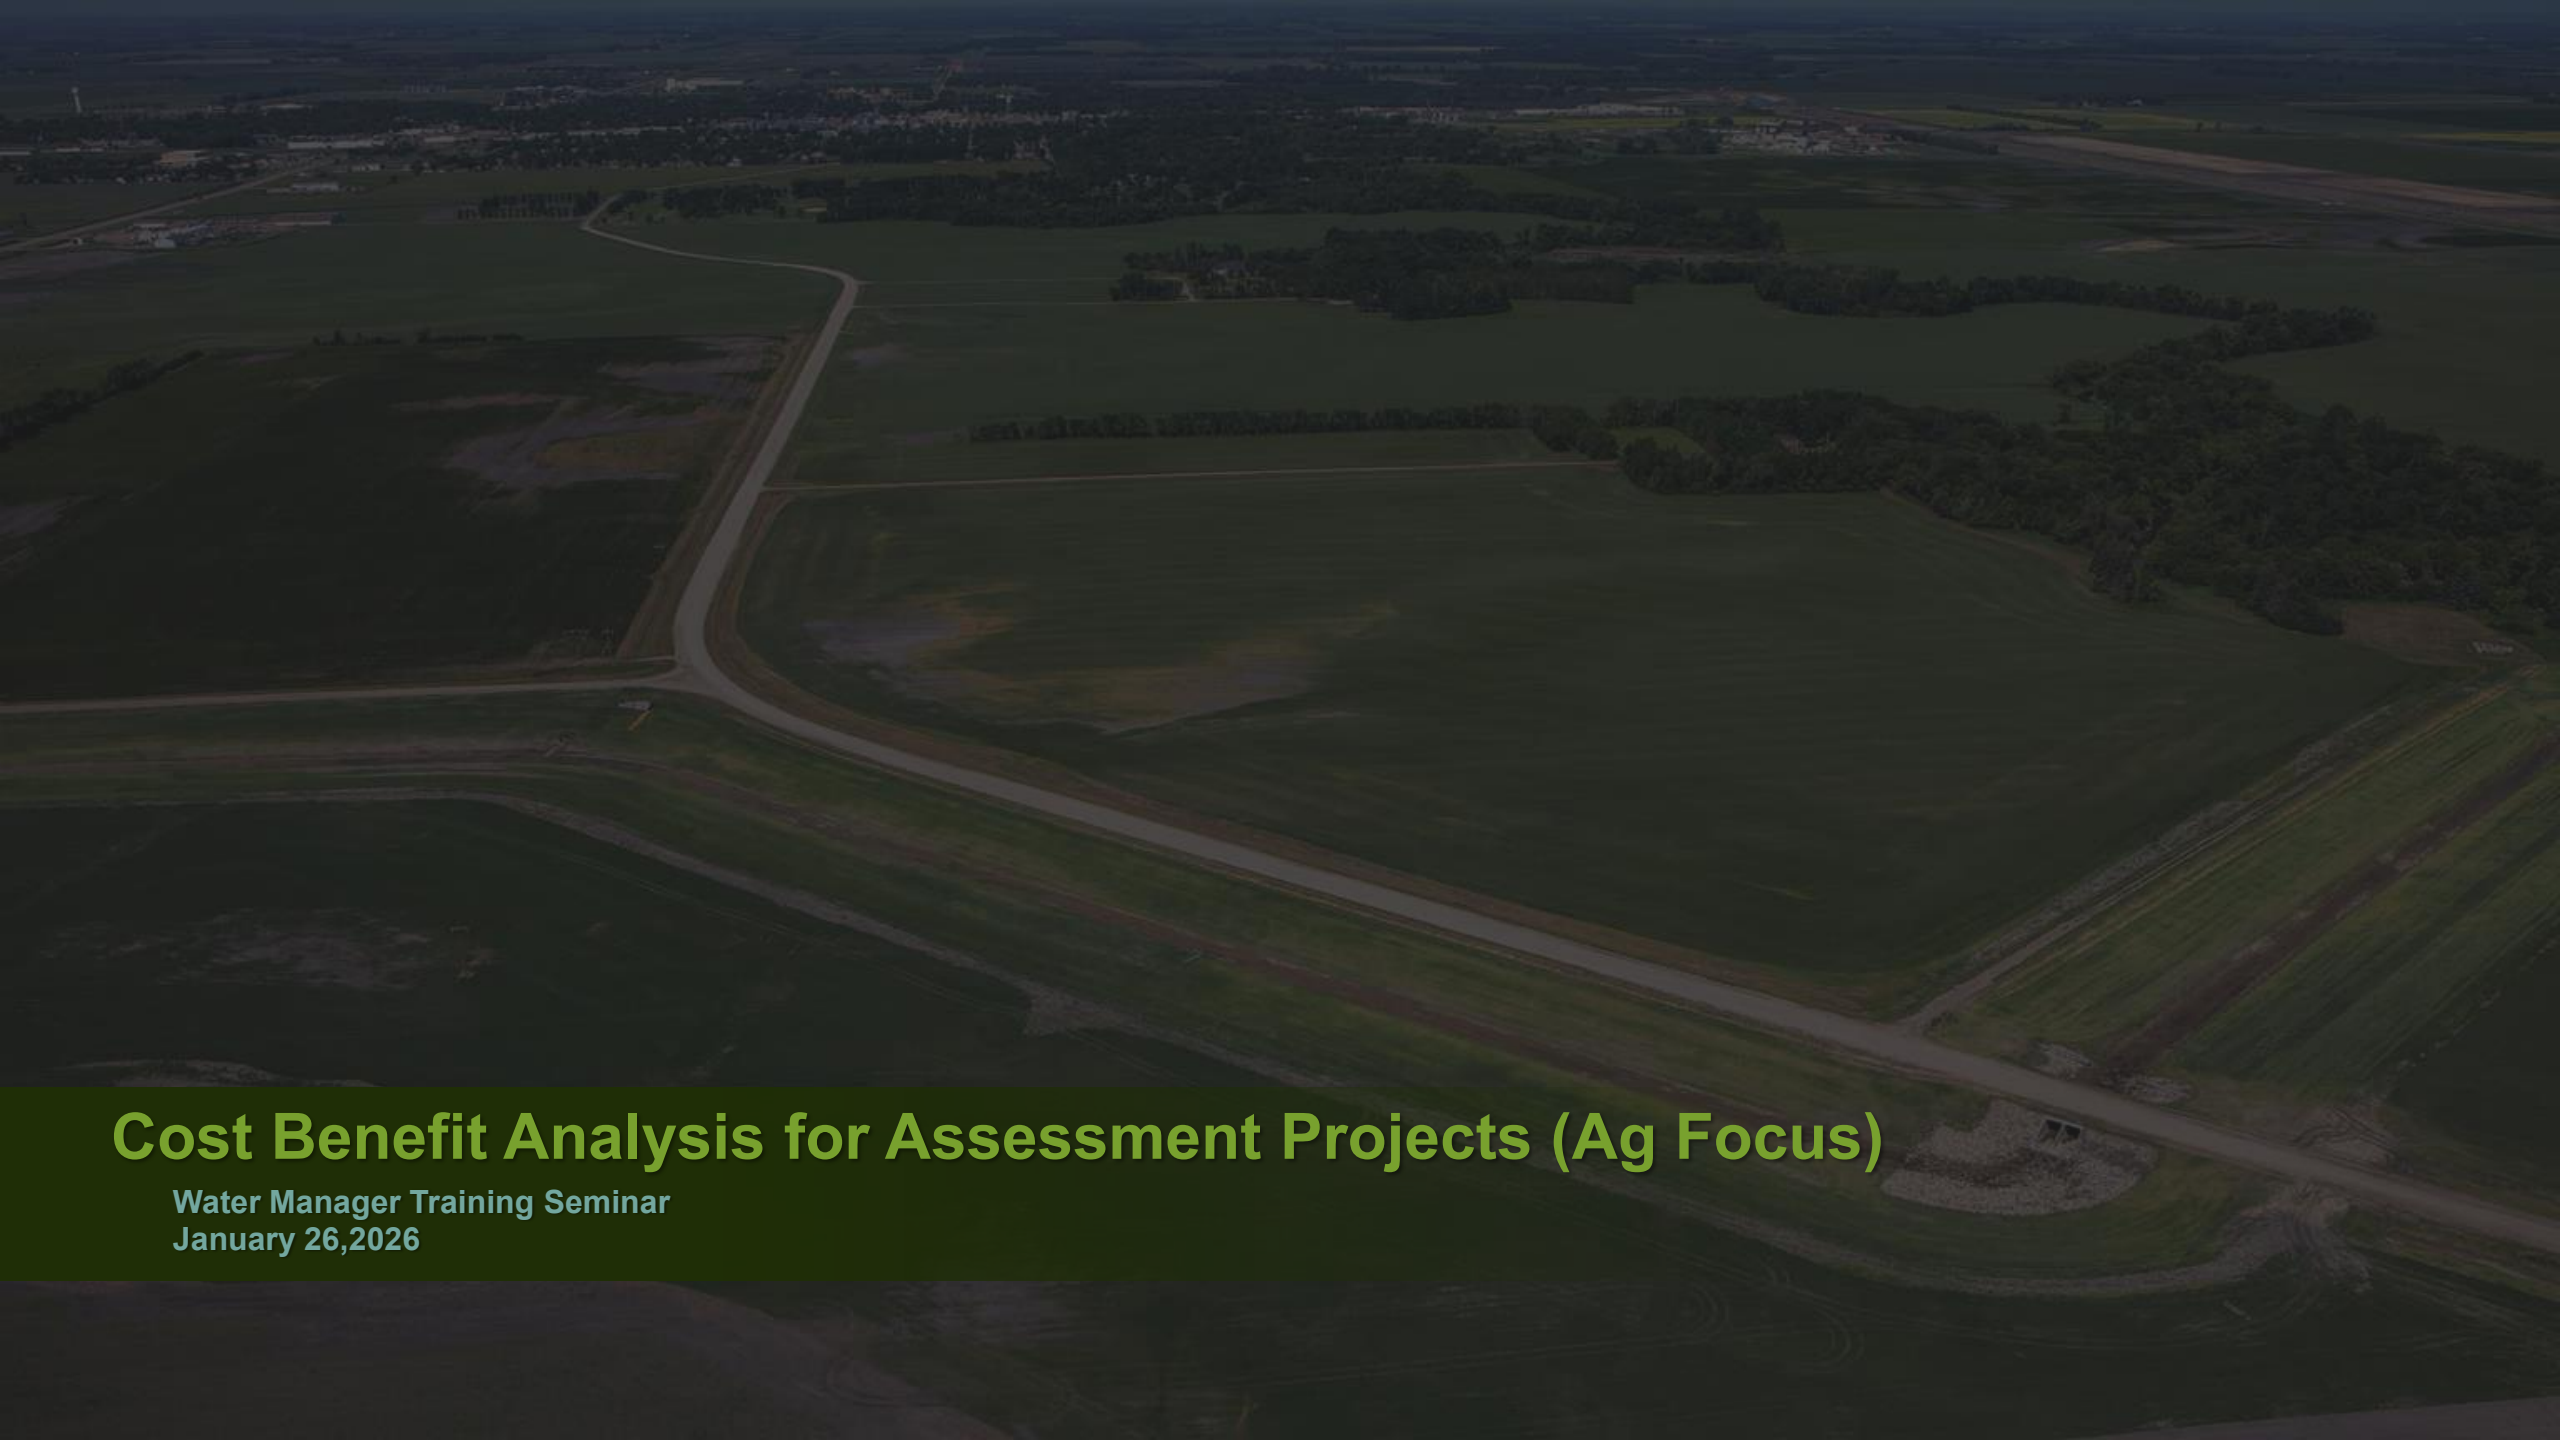 Cost Benefit Analysis for Assessment Projects (Ag Focus)
Water Manager Training Seminar
January 26,2026